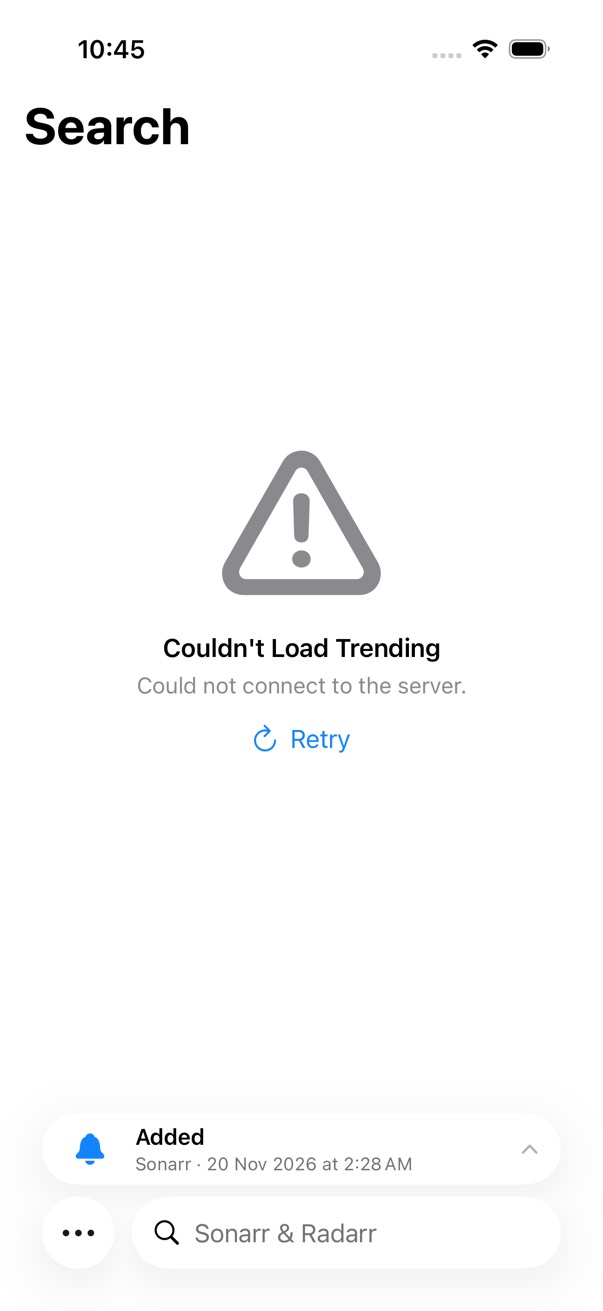 10:45
Search
Couldn't Load Trending
Could not connect to the server.
Retry
Added
Sonarr · 20 Nov 2026 at 2:28 AM
Sonarr & Radarr